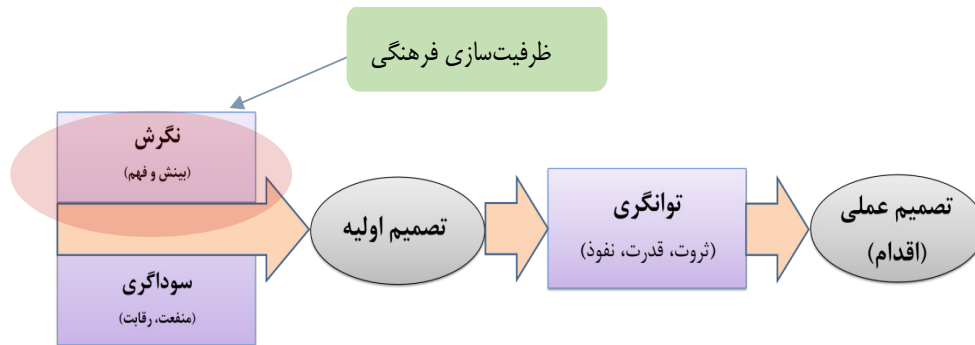 ظرفیت‌سازی فرهنگی
نگرش
(بینش و فهم)
سوداگری
(منفعت، رقابت)
تصمیم اولیه
توانگری
(ثروت، قدرت، نفوذ)
تصمیم عملی
(اقدام)